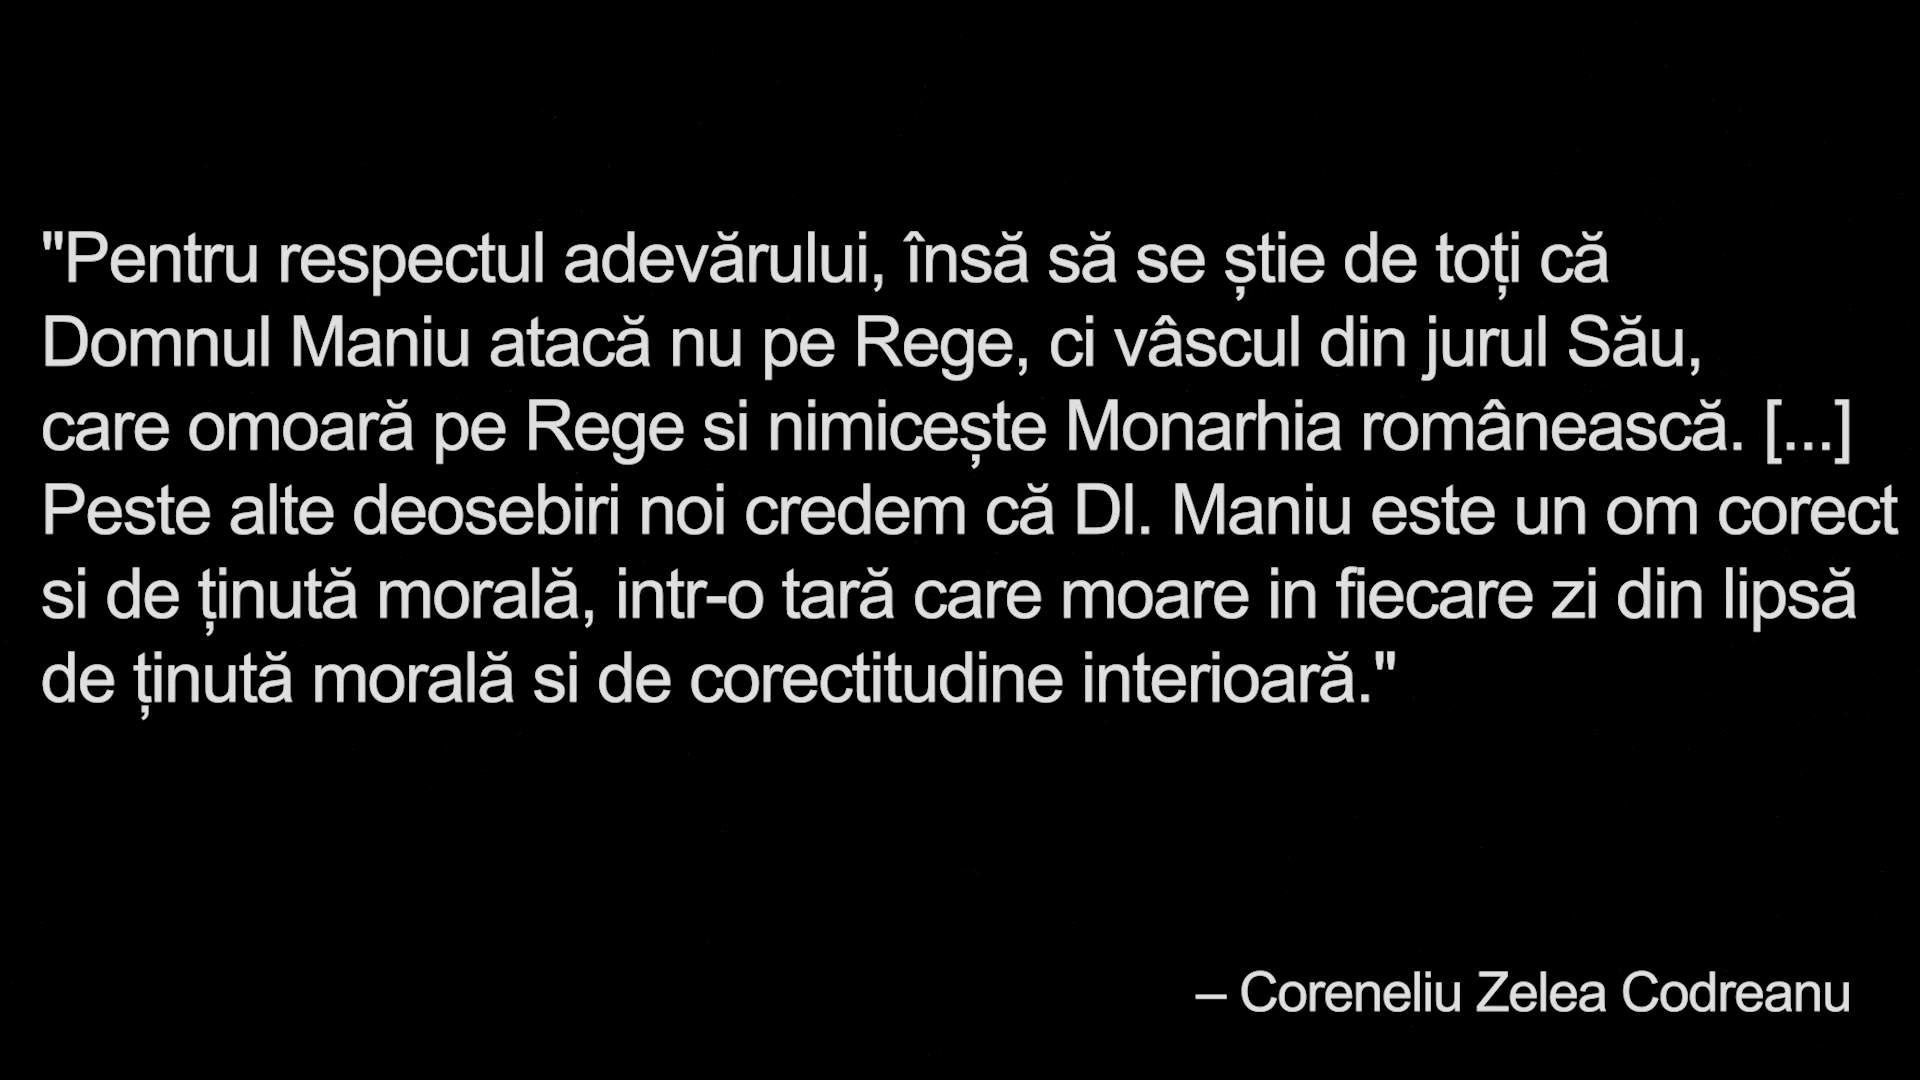 "Pentru respectul adevărului, însă să se știe de toți că
Domnul Maniu atacă nu pe Rege, ci vâscul din jurul Său,
care omoară pe Rege si nimicește Monarhia românească. [...]
Peste alte deosebiri noi credem că Dl. Maniu este un om corect
si de ținută morală, intr-o tară care moare in fiecare zi din lipsă
de ținută morală si de corectitudine interioară."
– Coreneliu Zelea Codreanu